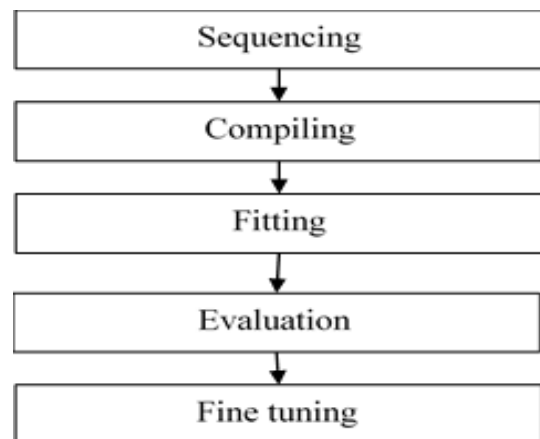 Sequencing
Compiling
Fitting
Evaluation
Fine tuning